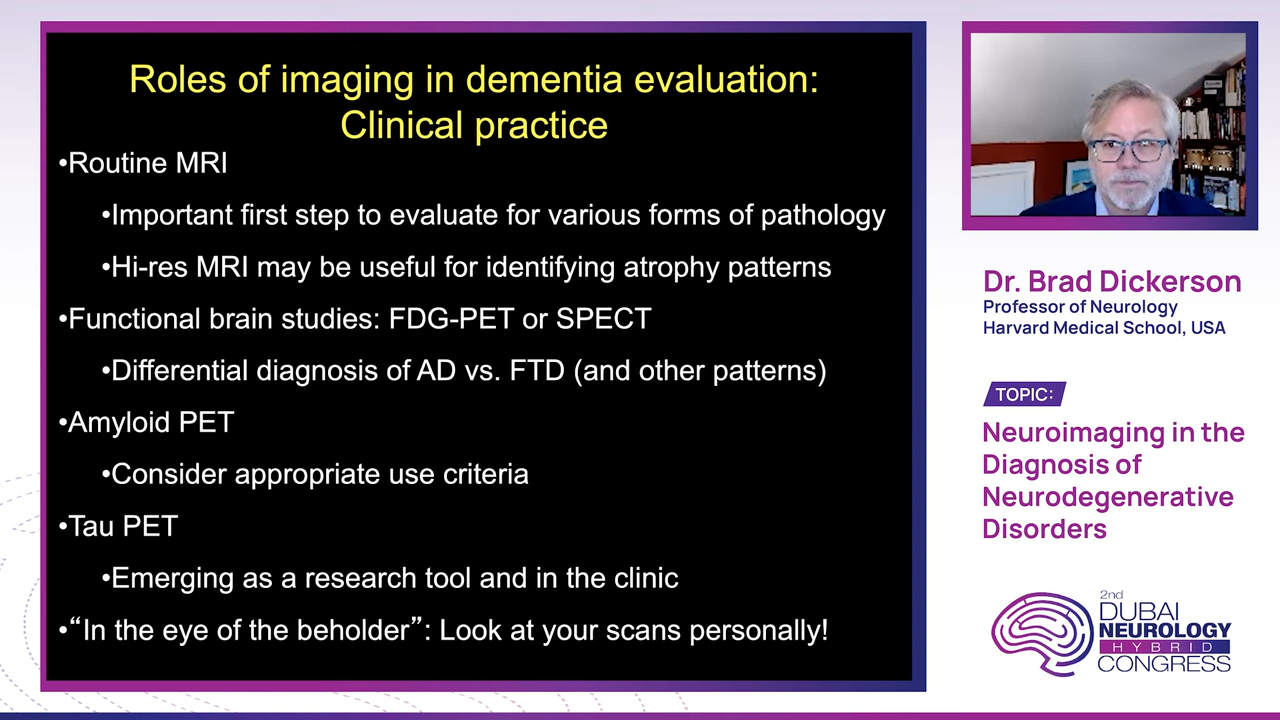 Roles of imaging in dementia evaluation:
Clinical practice
•Routine MRI
•Important first step to evaluate for various forms of pathology
•Hi-res MRI may be useful for identifying atrophy patterns
•Functional brain studies: FDG-PET or SPECT
•Differential diagnosis of AD vs. FTD (and other patterns)
•Amyloid PET
•Consider appropriate use criteria
•Tau PET
•Emerging as a research tool and in the clinic
•“In the eye of the beholder”: Look at your scans personally!
Dr. Brad Dickerson
Professor of Neurology
Harvard Medical School, USA
TOPIC:
Neuroimaging in the
Diagnosis of
Neurodegenerative
Disorders
2nd
DUBAI
NEUROLOGY
HYBRID
CONGRESS